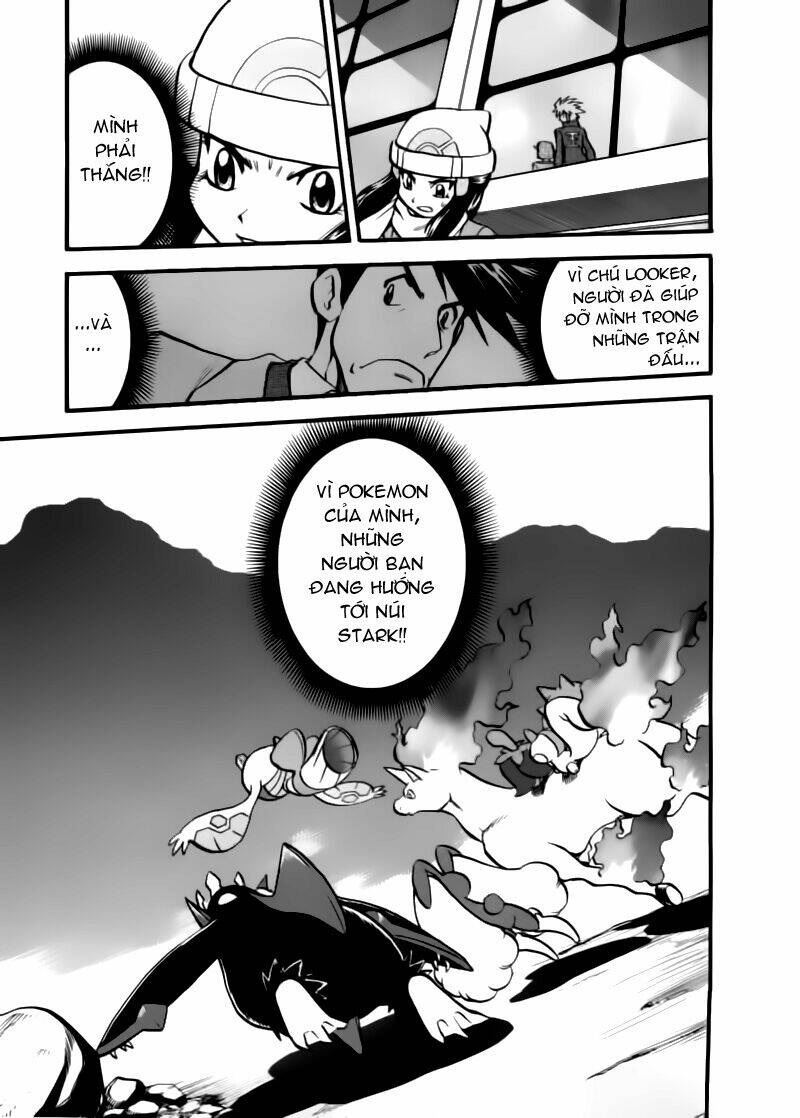 MÌNH
PHẢI
THẮNG!!
VÌ CHÚ LOOKER,
NGƯỜI ĐÃ GIÚP
ĐỠ MÌNH TRONG
NHỮNG TRẬN
ĐẤU...
...VÀ
...
VÌ POKEMON
CỦA MÌNH,
NHỮNG
NGƯỜI BẠN
ĐANG HƯỚNG
TỚI NÚI
STARK!!